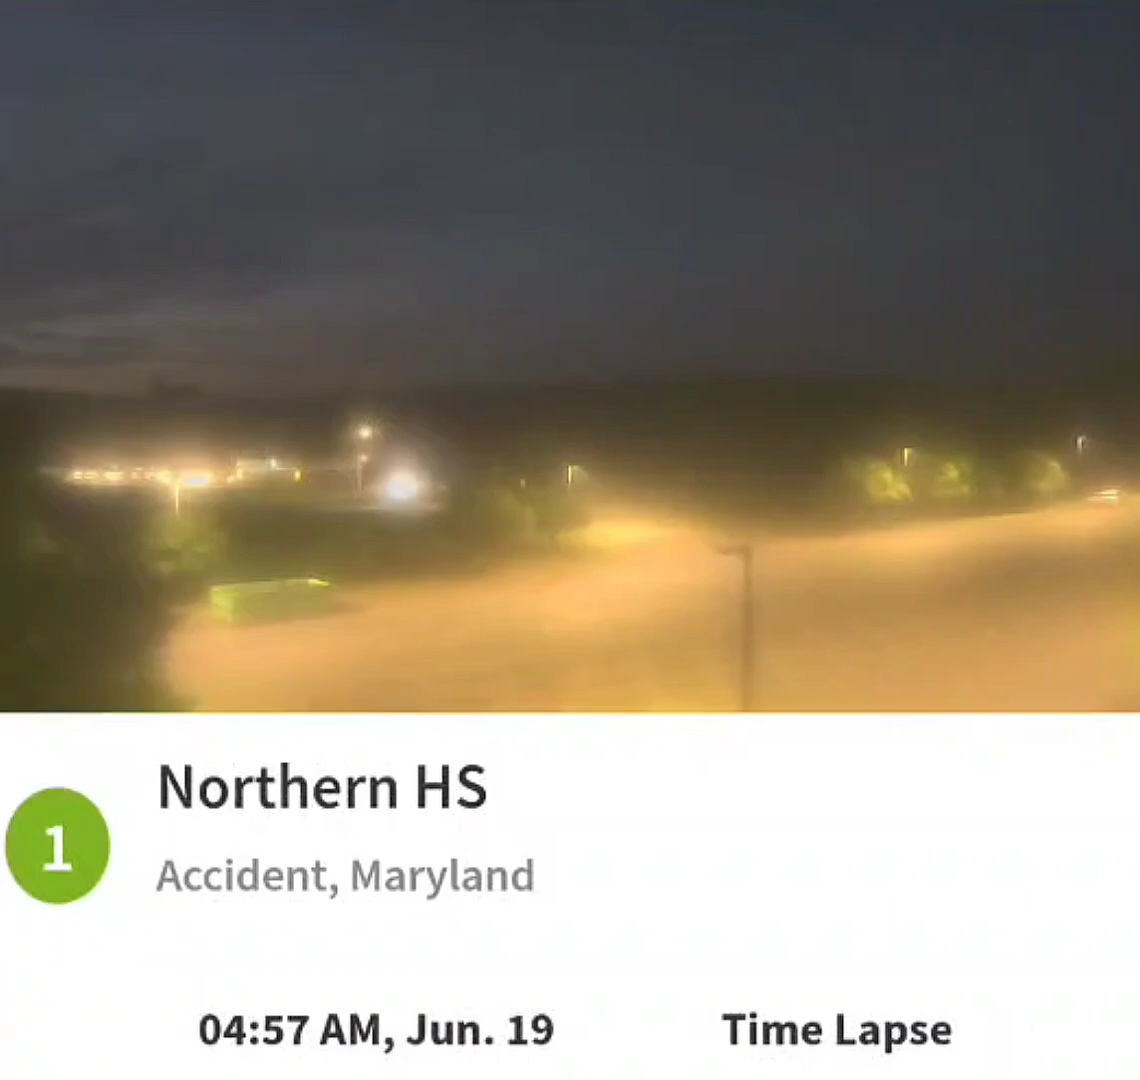 Northern HS
1
Accident, Maryland
04:57 AM, Jun. 19
Time Lapse